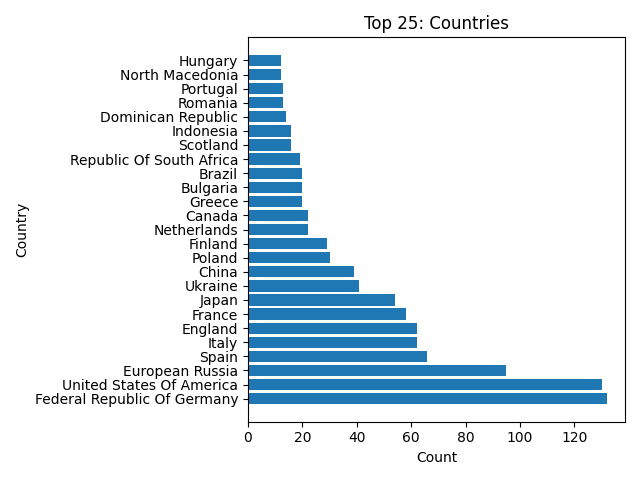 Top 25: Countries
Hungary
North Macedonia
Portugal
Romania
Dominican Republic
Indonesia
Scotland
Republic Of South Africa
Brazil
Bulgaria
Greece
Canada
Netherlands
Finland
Poland
China
Ukraine
Japan
France
England
Italy
Spain
European Russia
United States Of America
Federal Republic Of Germany
Country
0 20 40 60 80 100 120
Count